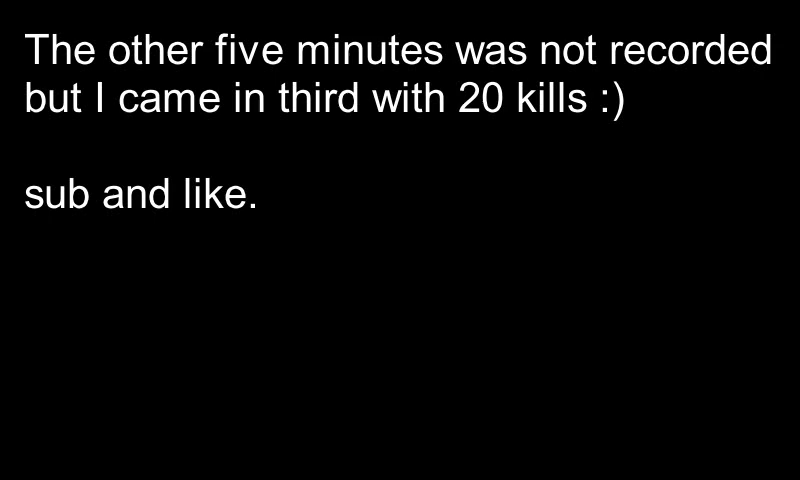 The other five minutes was not recorded
but I came in third with 20 kills :)
sub and like.